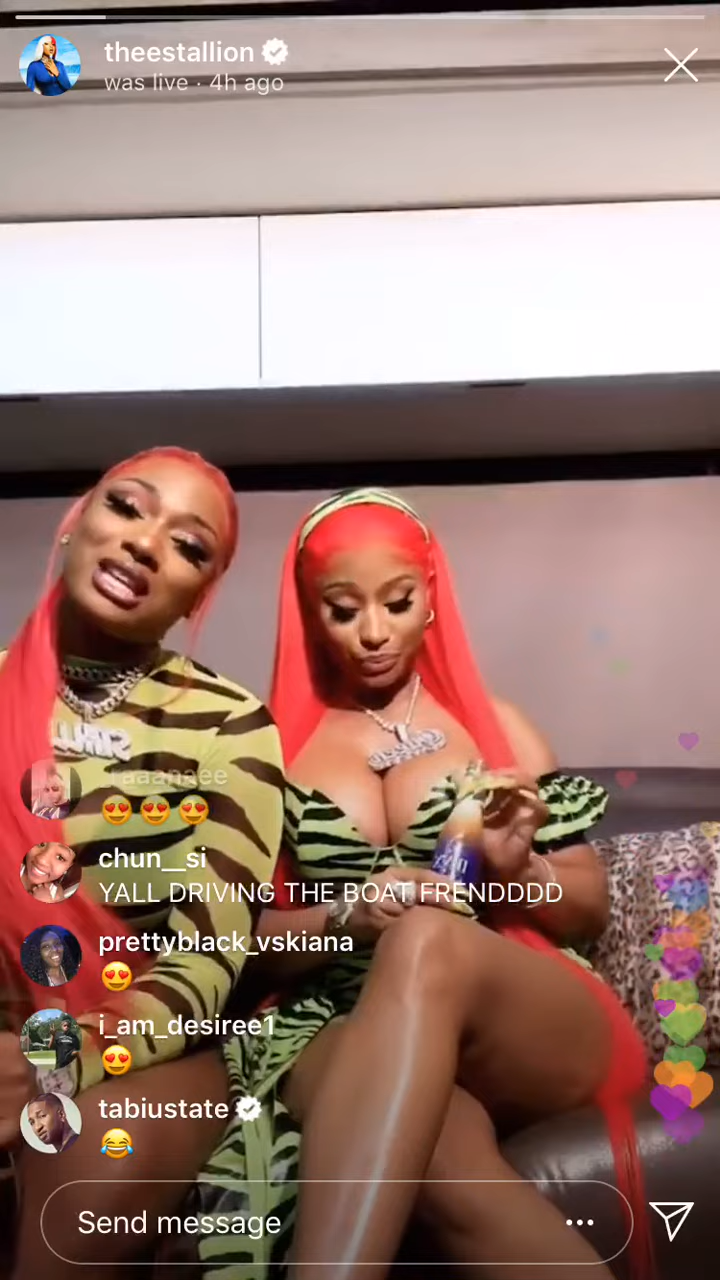 theestallion
was live · 4h ago
😍😍😍
chun__si
YALL DRIVING THE BOAT FRENDDDD
prettyblack_vskiana
😍
i_am_desiree1
😍
tabiustate
😂
Send message